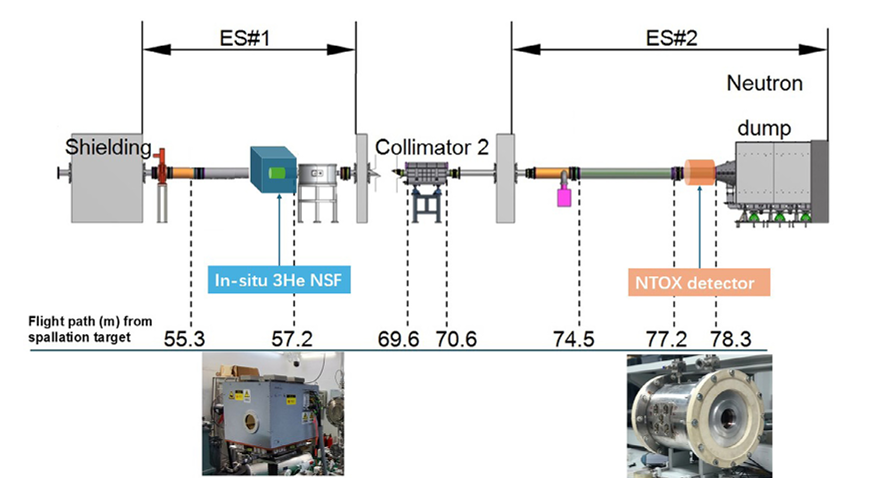 ES#1
ES#2
Neutron
dump
Shielding
Collimator 2
In-situ 3He NSF
NTOX detector
Flight path (m) from
spallation target
55.3
57.2
69.6
70.6
74.5
77.2
78.3